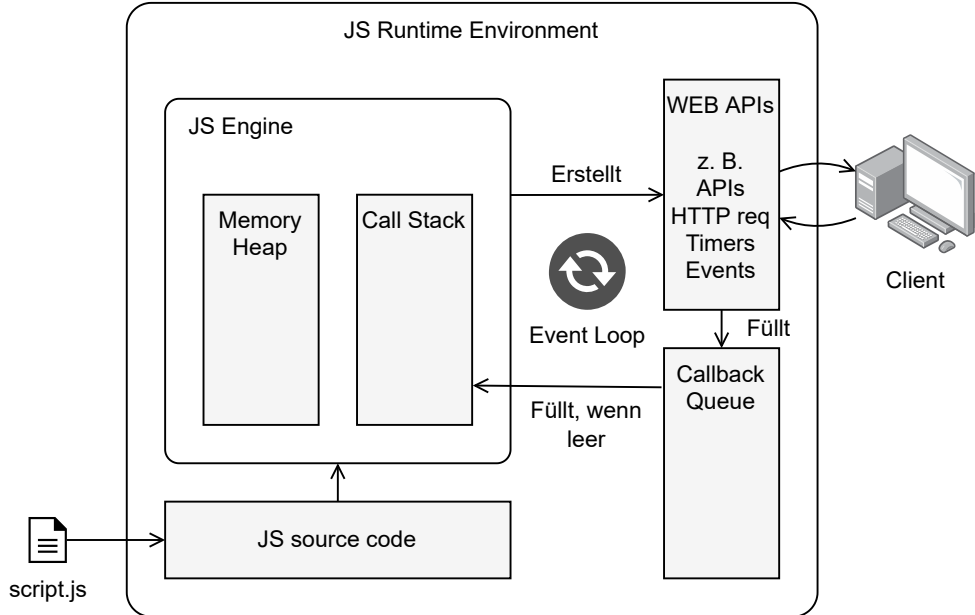 JS Runtime Environment
JS Engine
Memory
Heap
Call Stack
Erstellt
WEB APIs
z. B.
APIs
HTTP req
Timers
Events
Client
Event Loop
Füllt
Callback
Queue
Füllt, wenn
leer
JS source code
script.js